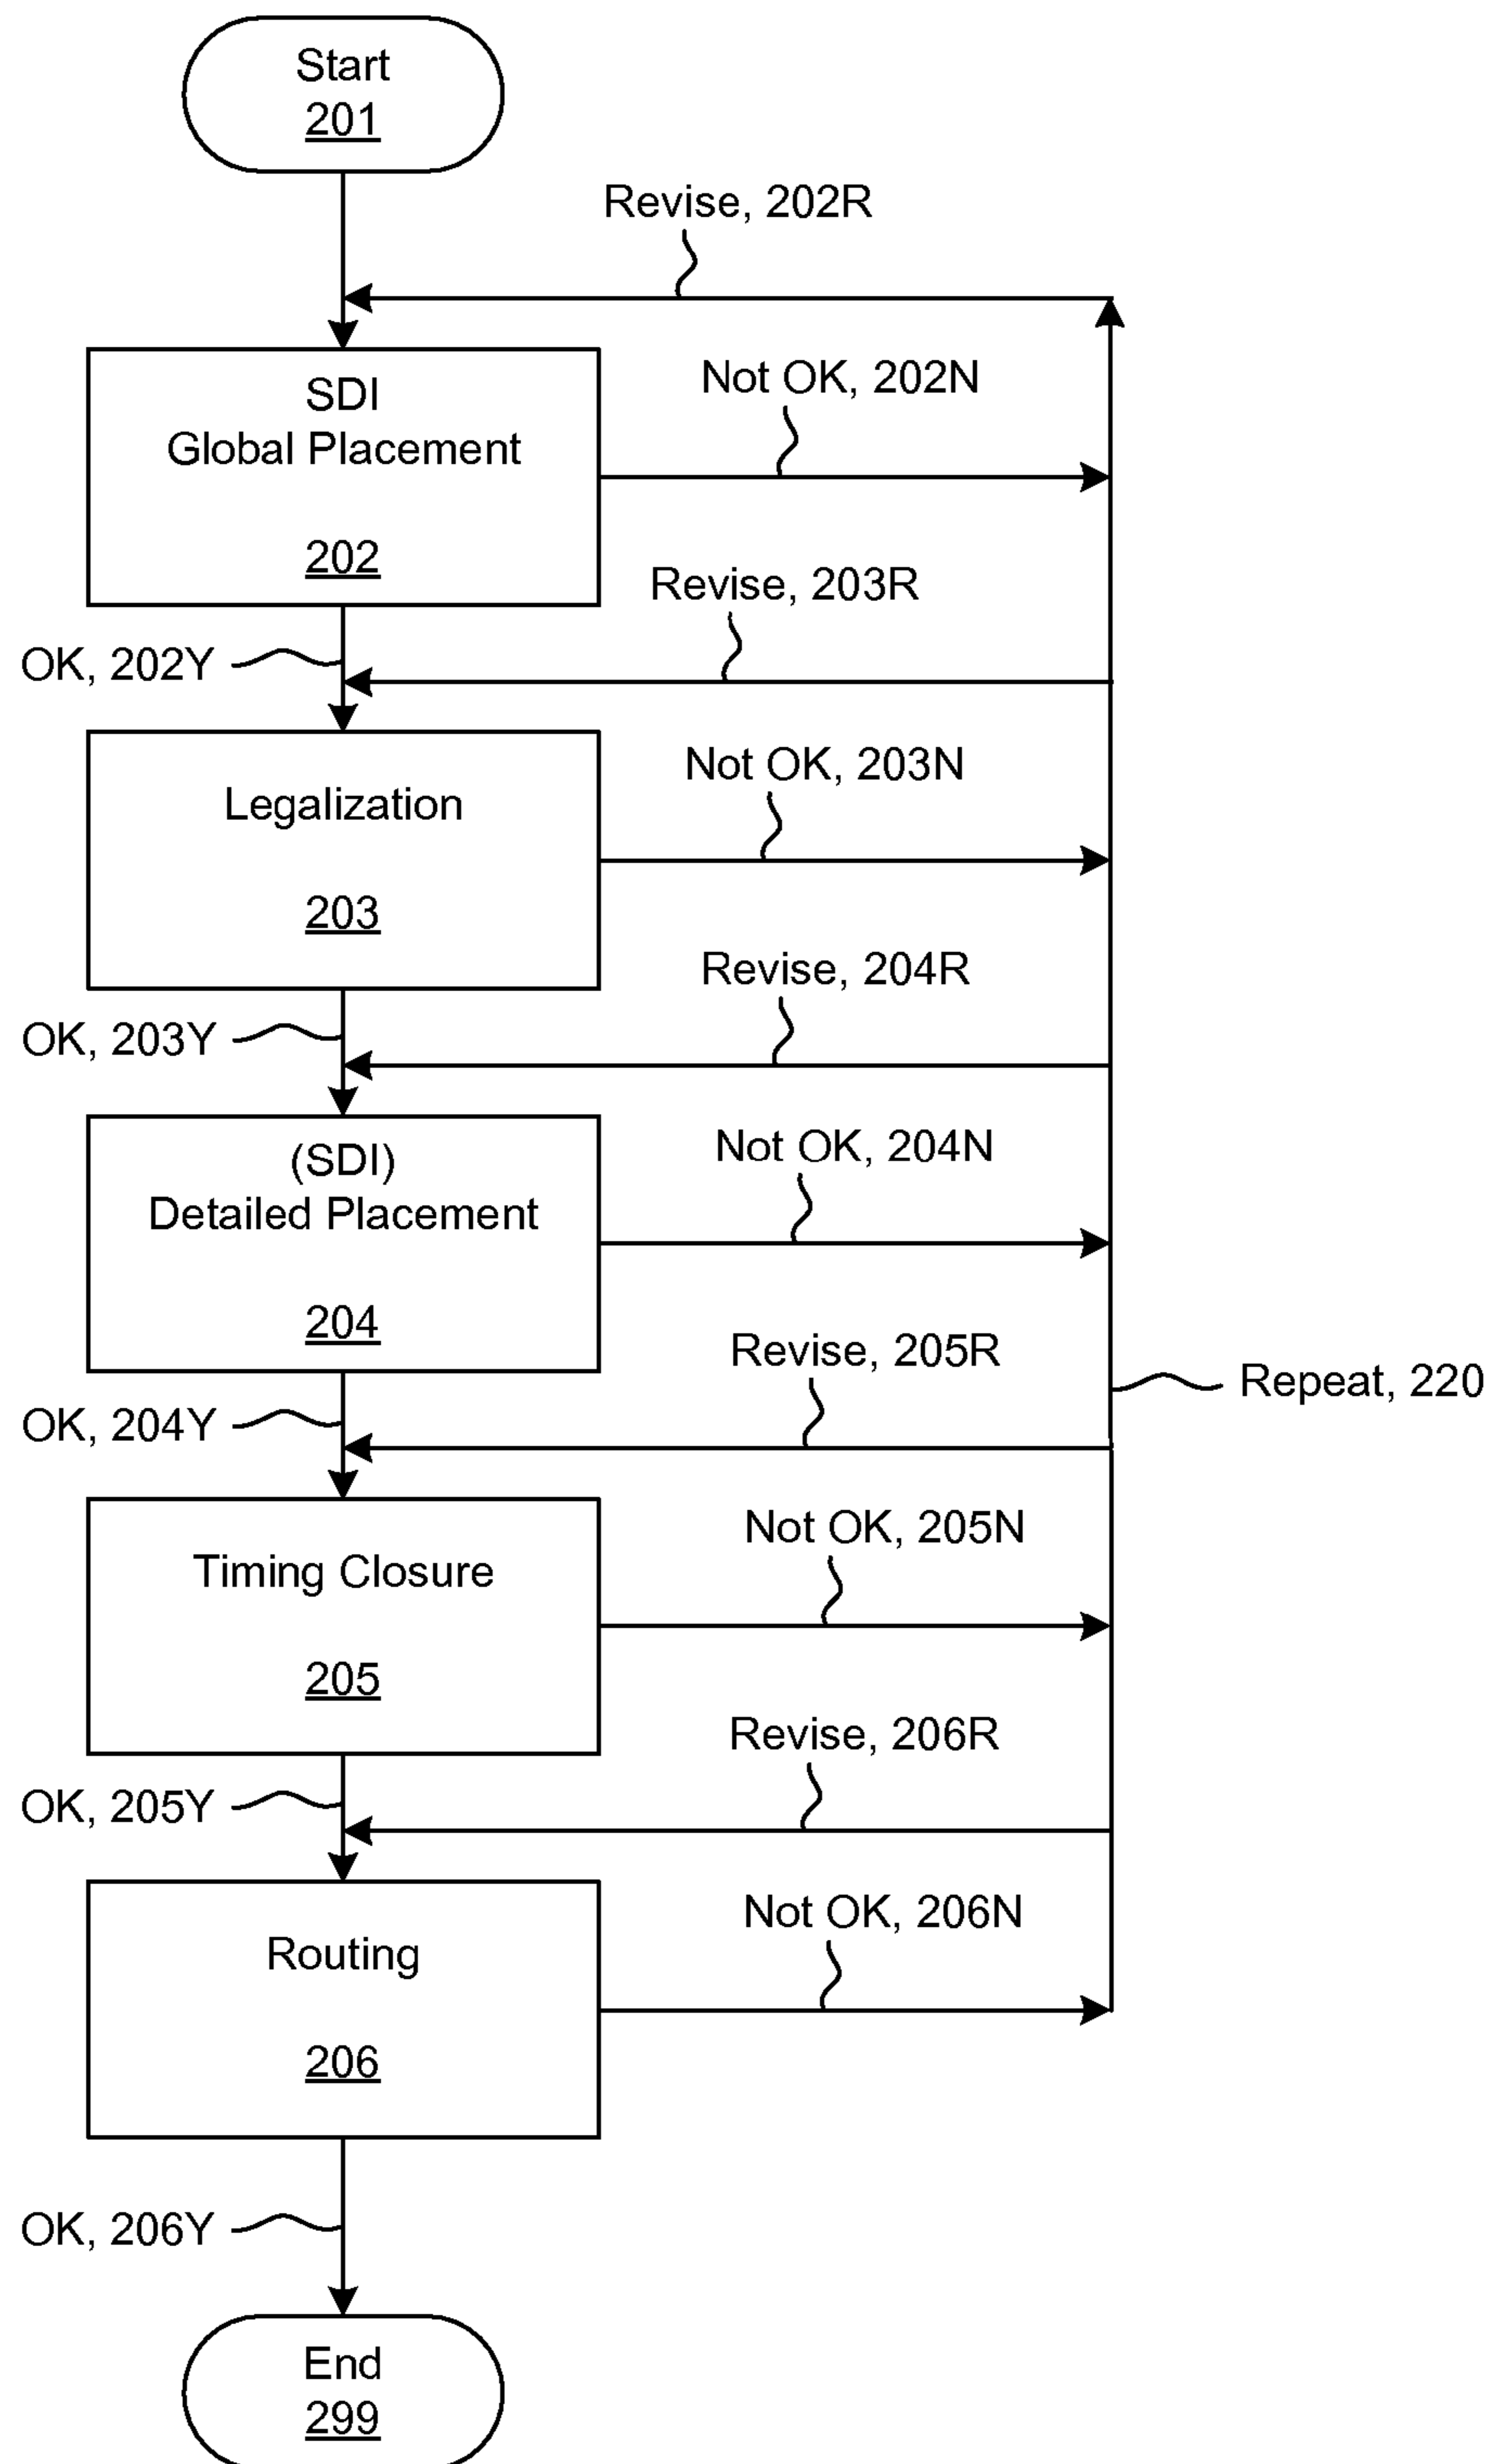 Start
201
Revise, 202R
SDI
Global Placement
202
Not OK, 202N
Revise, 203R
OK, 202Y
Legalization
203
Not OK, 203N
Revise, 204R
OK, 203Y
(SDI)
Detailed Placement
204
Not OK, 204N
Revise, 205R
Repeat, 220
OK, 204Y
Timing Closure
205
Not OK, 205N
Revise, 206R
OK, 205Y
Routing
206
Not OK, 206N
OK, 206Y
End
299